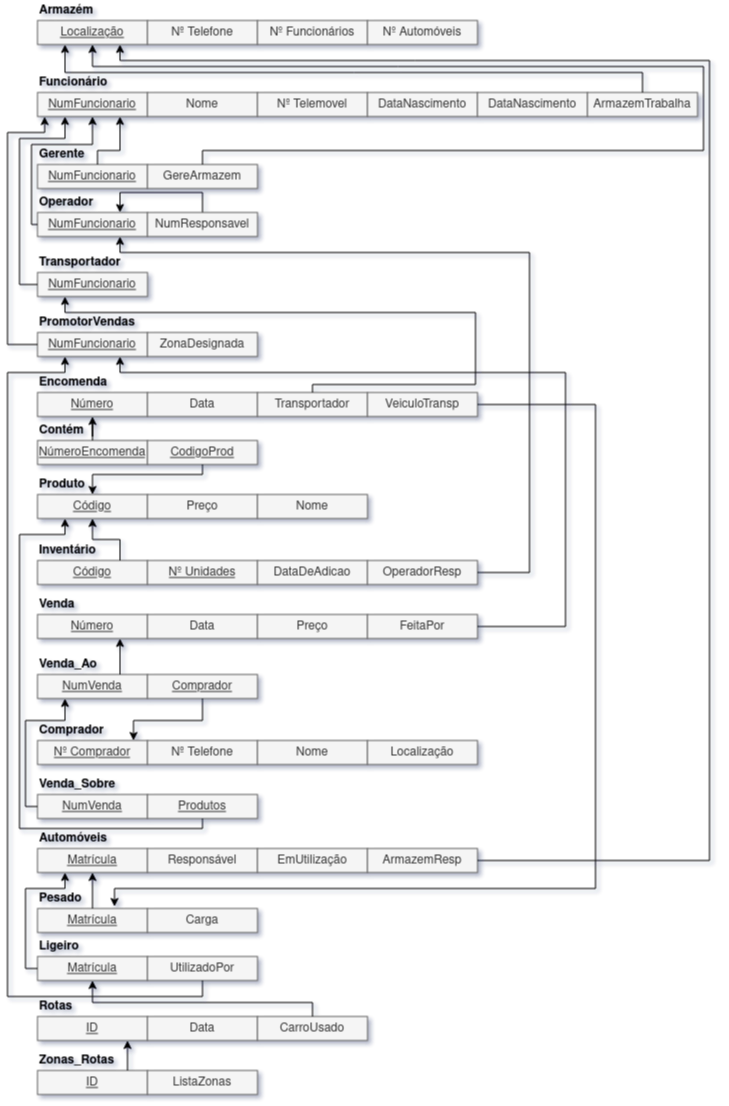 Armazém
Localização Nº Telefone Nº Funcionários Nº Automóveis
Funcionário
NumFuncionario Nome Nº Telemovel DataNascimento DataNascimento ArmazemTrabalha
Gerente
NumFuncionario GereArmazem
Operador
NumFuncionario NumResponsavel
Transportador
NumFuncionario
PromotorVendas
NumFuncionario ZonaDesignada
Encomenda
Número Data Transportador VeiculoTransp
Contém
NúmeroEncomenda CodigoProd
Produto
Código Preço Nome
Inventário
Código Nº Unidades DataDeAdicao OperadorResp
Venda
Número Data Preço FeitaPor
Venda_Ao
NumVenda Comprador
Comprador
Nº Comprador Nº Telefone Nome Localização
Venda_Sobre
NumVenda Produtos
Automóveis
Matrícula Responsável EmUtilização ArmazemResp
Pesado
Matrícula Carga
Ligeiro
Matrícula UtilizadoPor
Rotas
ID Data CarroUsado
Zonas_Rotas
ID ListaZonas